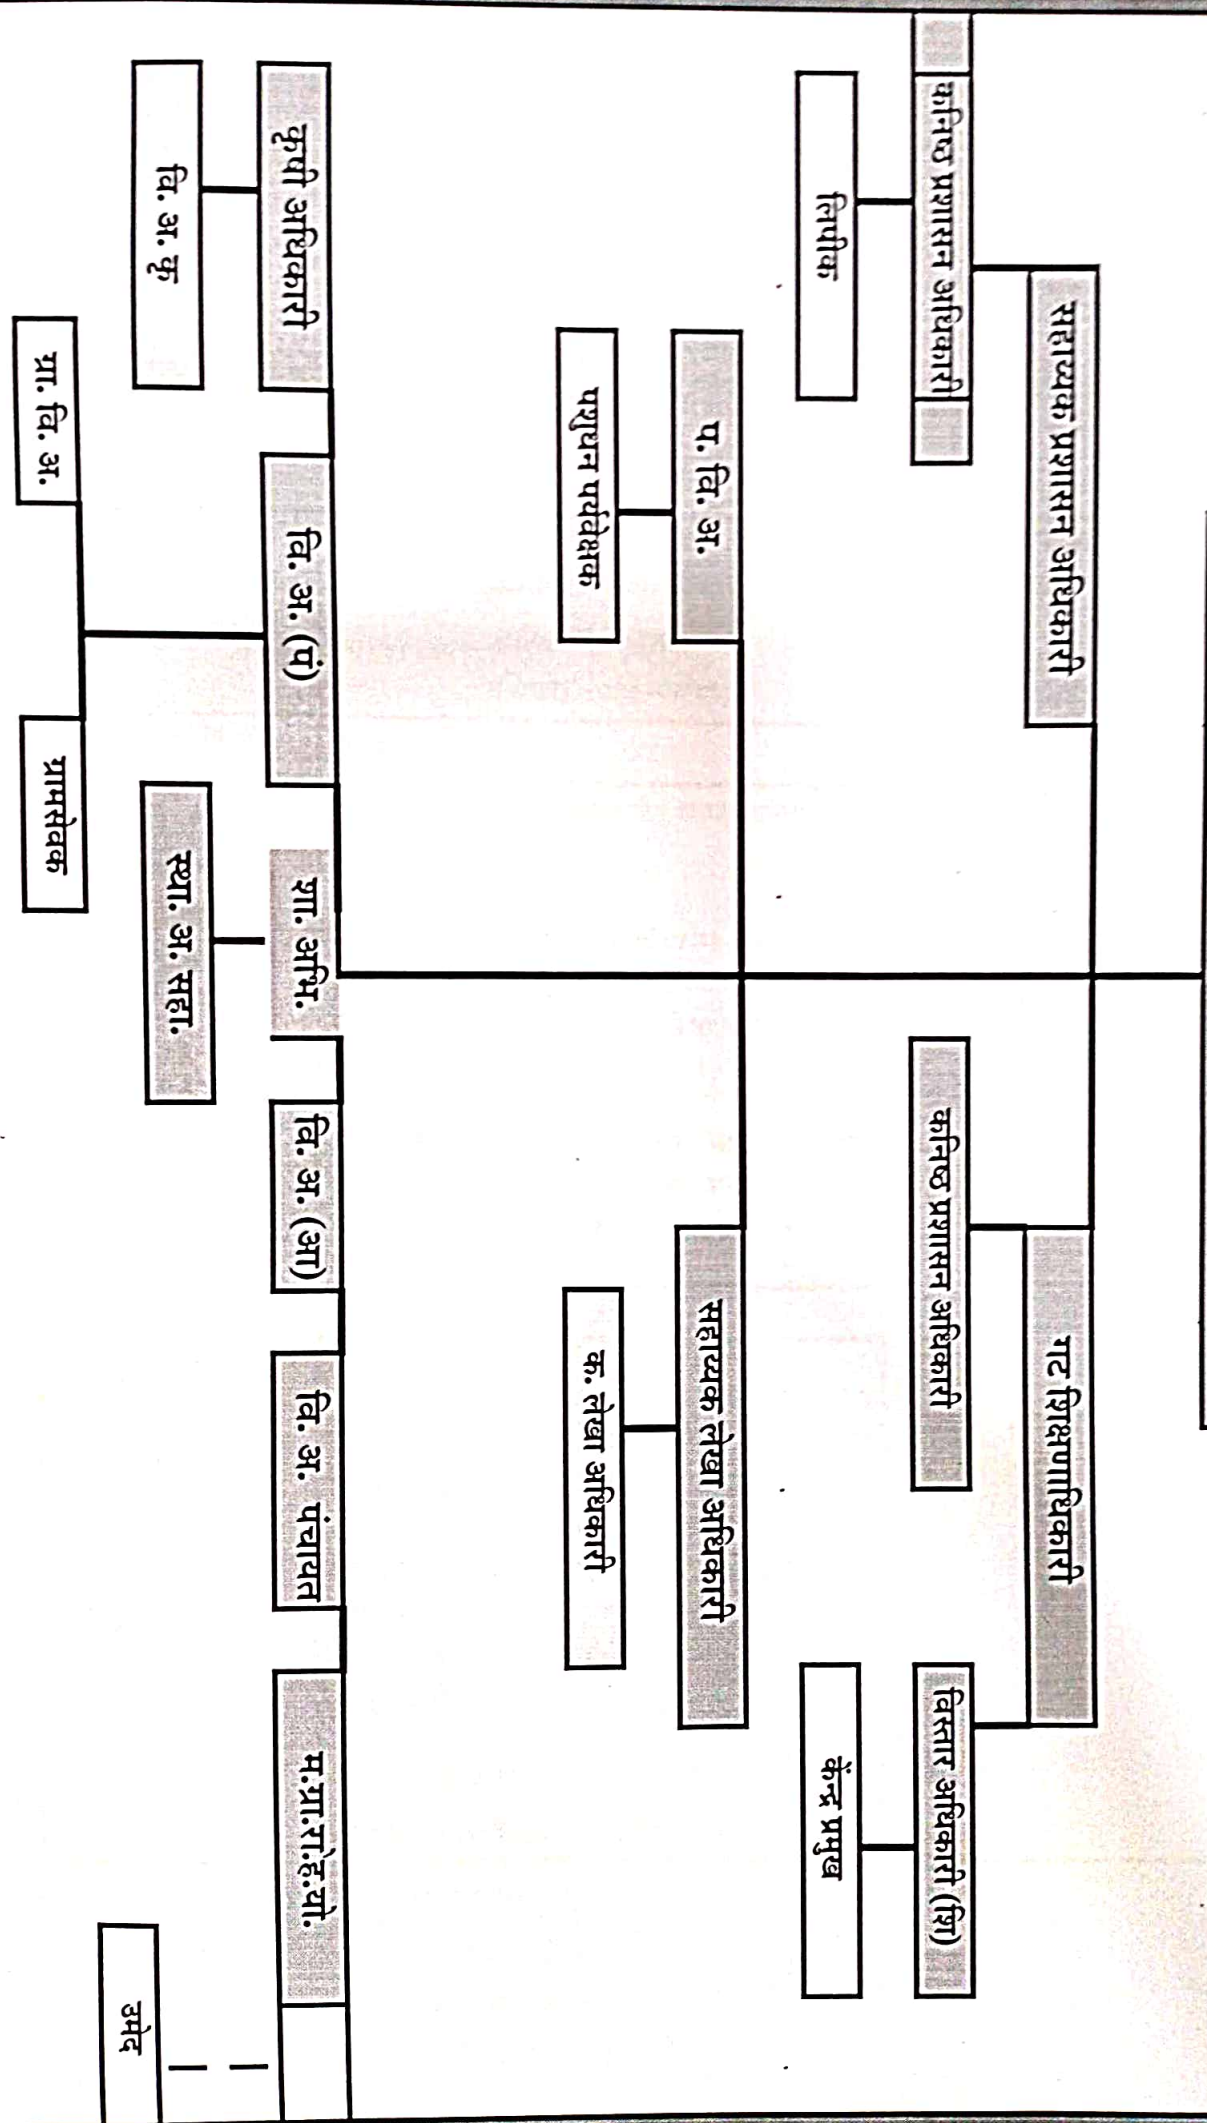 सहाय्यक प्रशासन अधिकारी
गट शिक्षणाधिकारी
कनिष्ठ प्रशासन अधिकारी
कनिष्ठ प्रशासन अधिकारी
विस्तार अधिकारी (शि)
लिपीक
केंन्द्र प्रमुख
प. वि. अ.
सहाय्यक लेखा अधिकारी
पशुधन पर्यवेक्षक
क. लेखा अधिकारी
कृषी अधिकारी
वि. अ. (पं)
शा. अभि.
वि. अ. (आ)
वि. अ. पंचायत
म.ग्रा.रा.ह.यो.
वि. अ. कृ
स्था. अ. सहा.
उमेद
ग्रा. वि. अ.
ग्रामसेवक